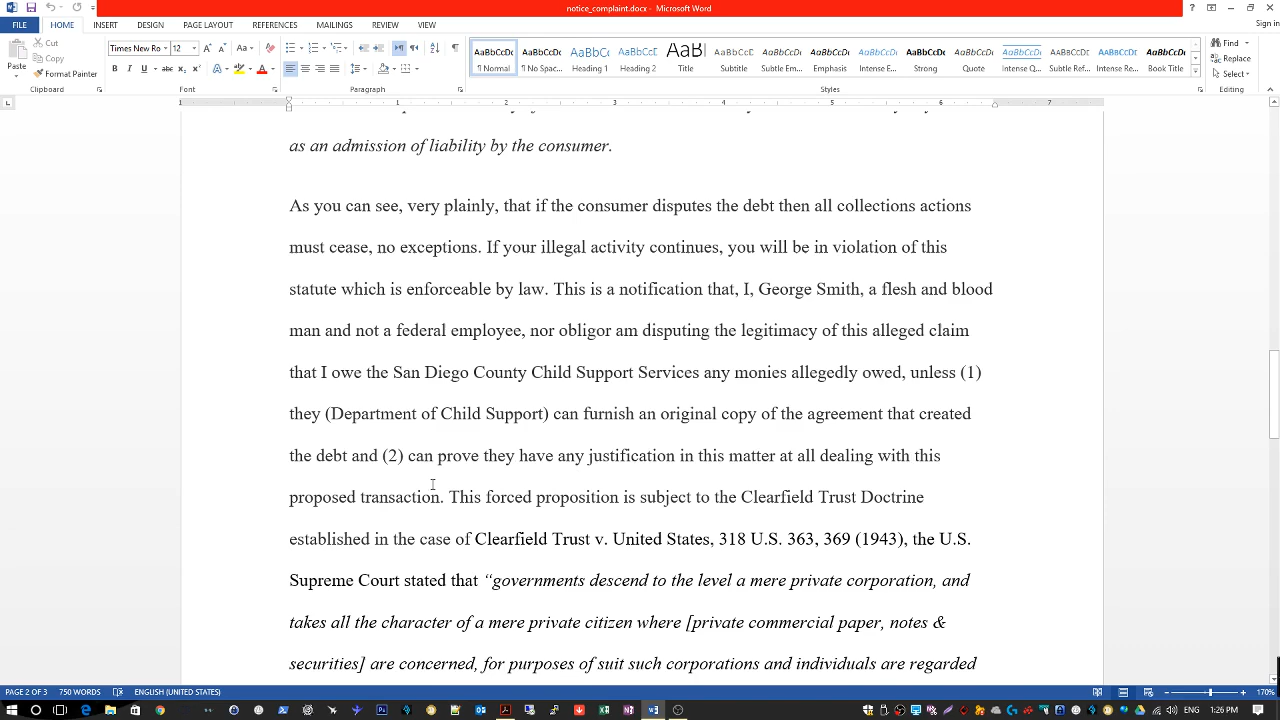 notice_complaint.docx - Microsoft Word
Sign in
FILE HOME INSERT DESIGN PAGE LAYOUT REFERENCES MAILINGS REVIEW VIEW
Paste
Cut
Copy
Format Painter
Clipboard
Times New Ro 12
Font
Paragraph
AaBbCcDc AaBbCcDc AaBbC AaBbCcD AaBl AaBbCcD AaBbCcDc AaBbCcDc AaBbCcDc AaBbCcDc AaBbCcDc AaBbCcDc AaBbCcDc AaBbCcDc AaBbCcDc
¶ Normal ¶ No Spac... Heading 1 Heading 2 Title Subtitle Subtle Em... Emphasis Intense E... Strong Quote Intense Q... Subtle Ref... Intense Re... Book Title
Styles
Find
Replace
Select
Editing
1 1 2 3 4 5 6 7
as an admission of liability by the consumer.
As you can see, very plainly, that if the consumer disputes the debt then all collections actions
must cease, no exceptions. If your illegal activity continues, you will be in violation of this
statute which is enforceable by law. This is a notification that, I, George Smith, a flesh and blood
man and not a federal employee, nor obligor am disputing the legitimacy of this alleged claim
that I owe the San Diego County Child Support Services any monies allegedly owed, unless (1)
they (Department of Child Support) can furnish an original copy of the agreement that created
the debt and (2) can prove they have any justification in this matter at all dealing with this
proposed transaction. This forced proposition is subject to the Clearfield Trust Doctrine
established in the case of Clearfield Trust v. United States, 318 U.S. 363, 369 (1943), the U.S.
Supreme Court stated that “governments descend to the level a mere private corporation, and
takes all the character of a mere private citizen where [private commercial paper, notes &
securities] are concerned, for purposes of suit such corporations and individuals are regarded
PAGE 2 OF 3 750 WORDS ENGLISH (UNITED STATES) 170%
1:26 PM